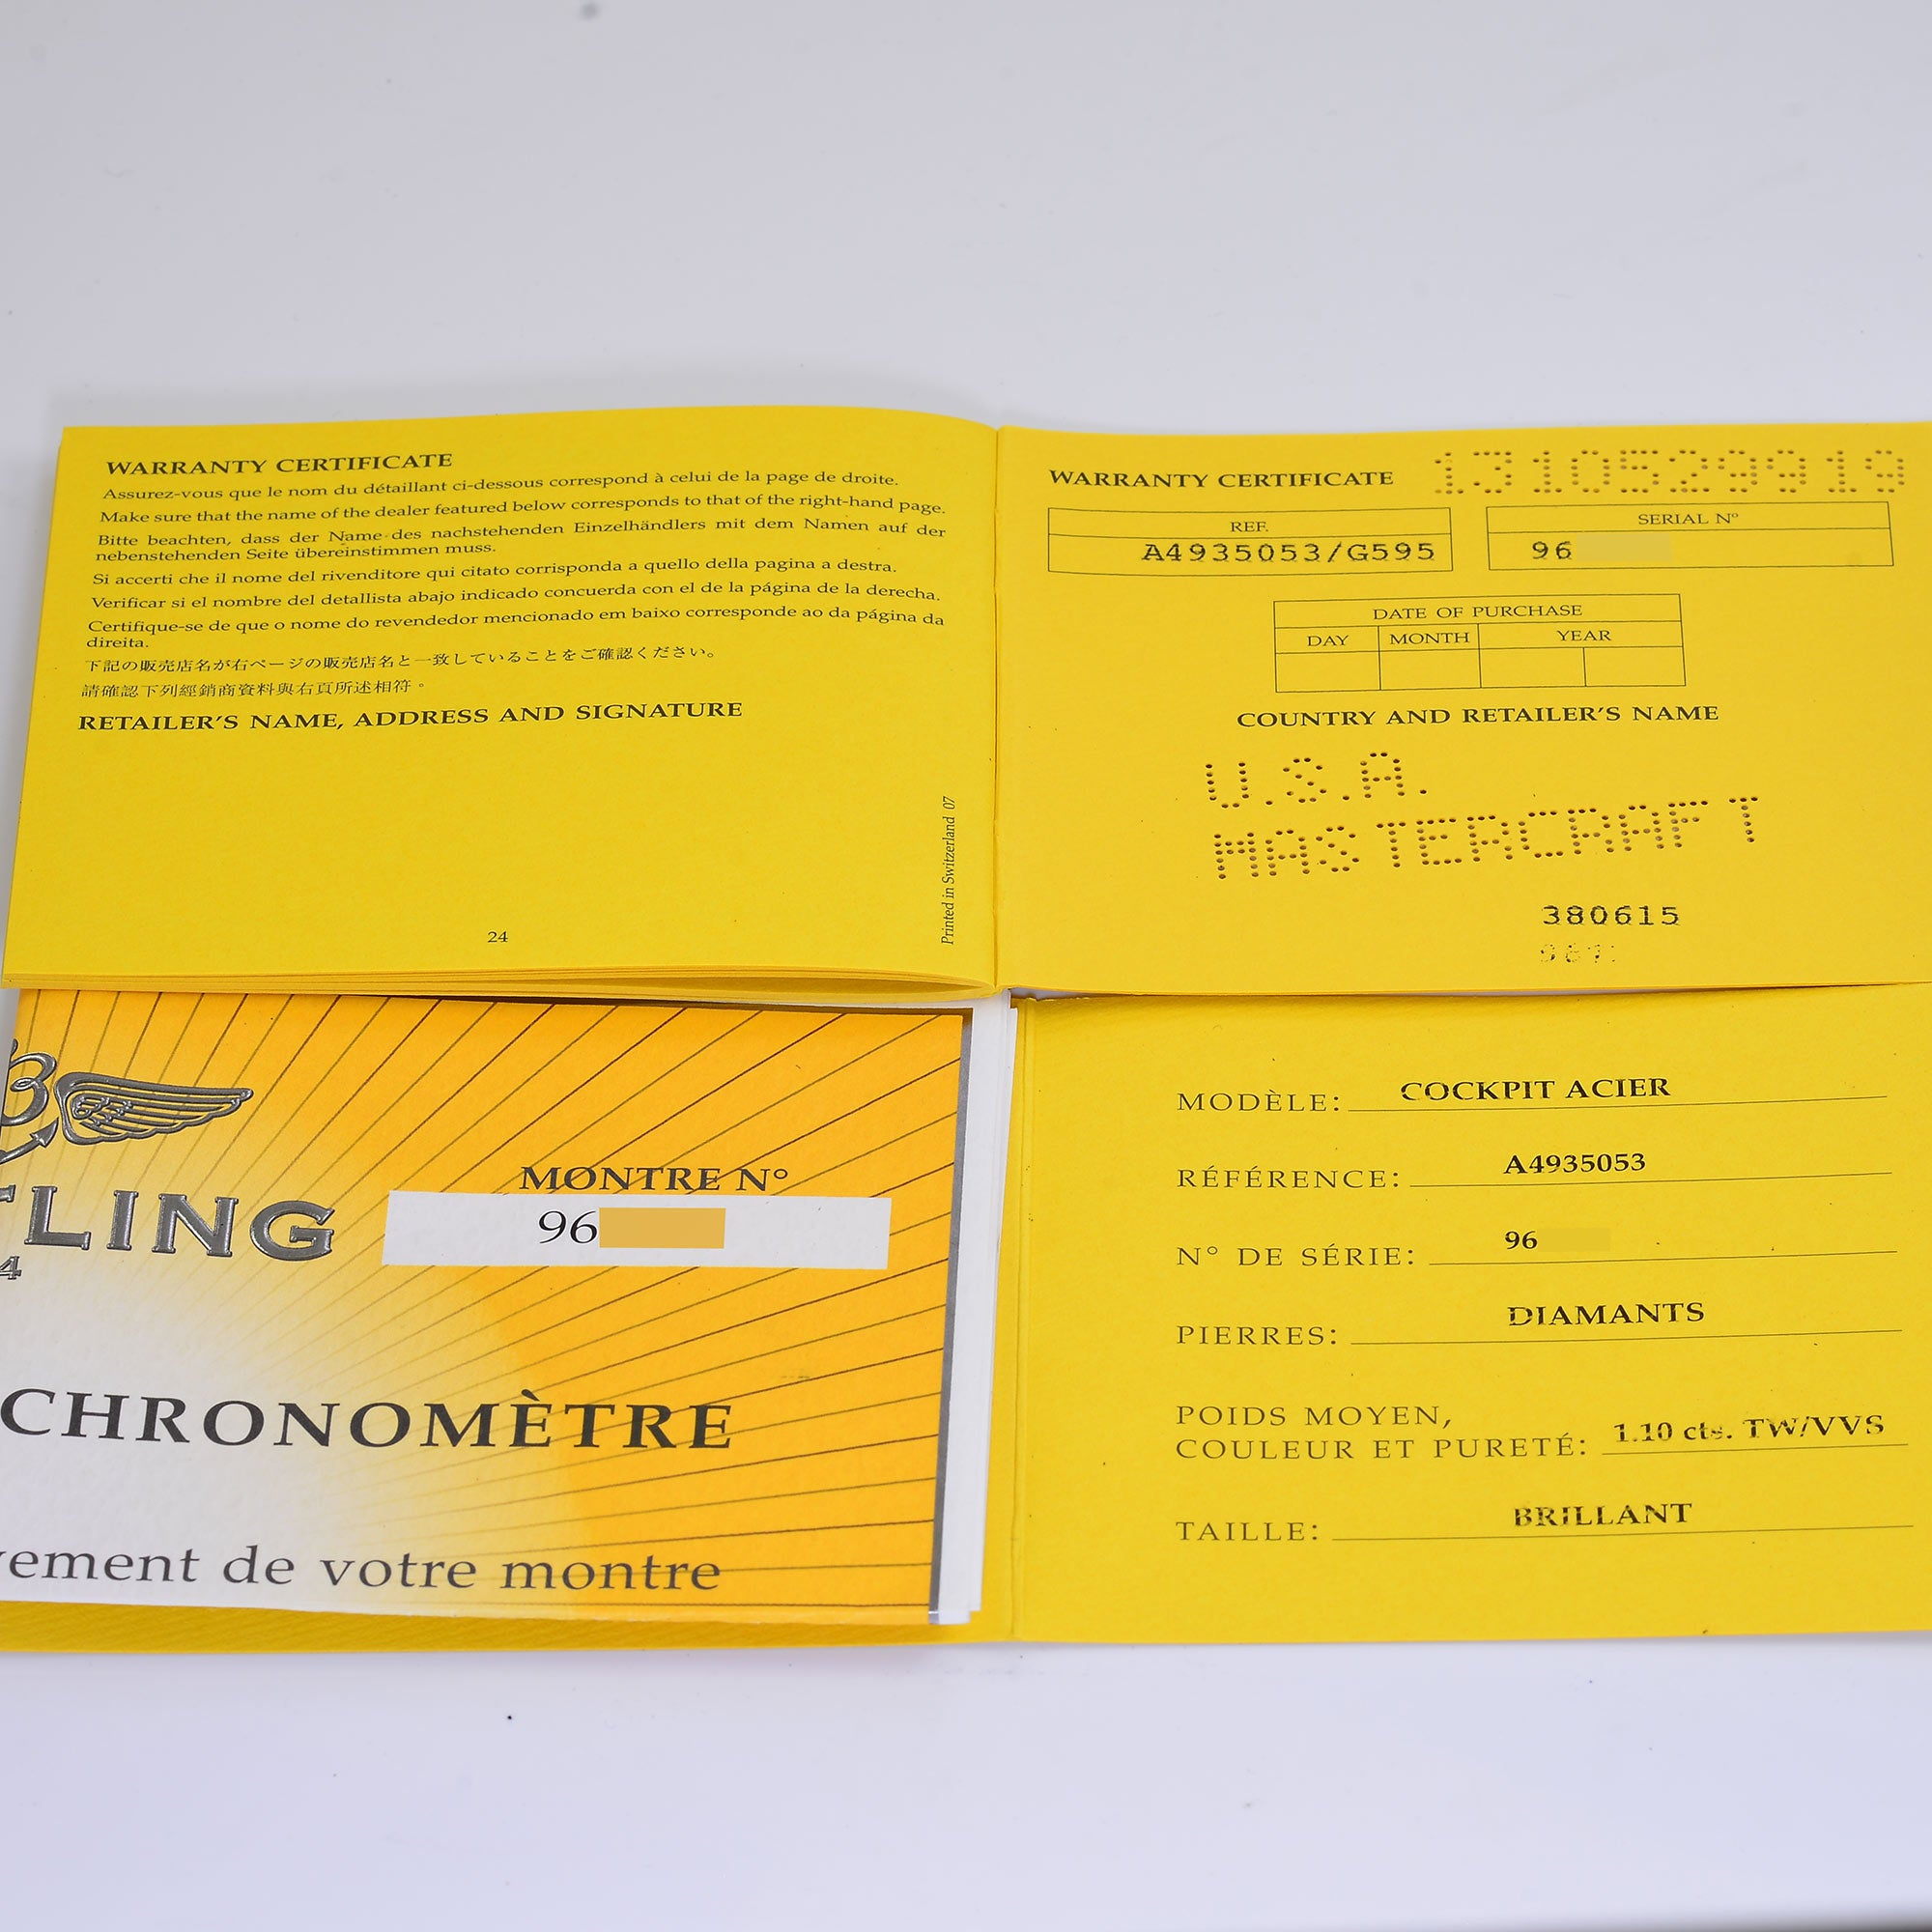 WARRANTY CERTIFICATE
Assurez-vous que le nom du détaillant ci-dessous correspond à celui de la page de droite.
Make sure that the name of the dealer featured below corresponds to that of the right-hand page.
Bitte beachten, dass der Name des nachstehenden Einzelhändlers mit dem Namen auf der
nebenstehenden Seite übereinstimmen muss.
Si accerti che il nome del rivenditore qui citato corrisponda a quello della pagina a destra.
Verificar si el nombre del detallista abajo indicado concuerda con el de la página de la derecha.
Certifique-se de que o nome do revendedor mencionado em baixo corresponde ao da página da
direita.
下記の販売店名が右ページの販売店名と一致していることをご確認ください。
請確認下列經銷商資料與右頁所述相符。
RETAILER'S NAME, ADDRESS AND SIGNATURE
Printed in Switzerland 07
24
WARRANTY CERTIFICATE 1310529919
REF.
A4935053/G595
SERIAL N°
96
DATE OF PURCHASE
DAY MONTH YEAR
COUNTRY AND RETAILER'S NAME
U.S.A.
MASTERCRAFT
380615
MONTRE N°
96
LING
4
CHRONOMÈTRE
vement de votre montre
MODÈLE: COCKPIT ACIER
RÉFÉRENCE: A4935053
N° DE SÉRIE: 96
PIERRES: DIAMANTS
POIDS MOYEN,
COULEUR ET PURETÉ: 1.10 cts. TW/VVS
TAILLE: BRILLANT